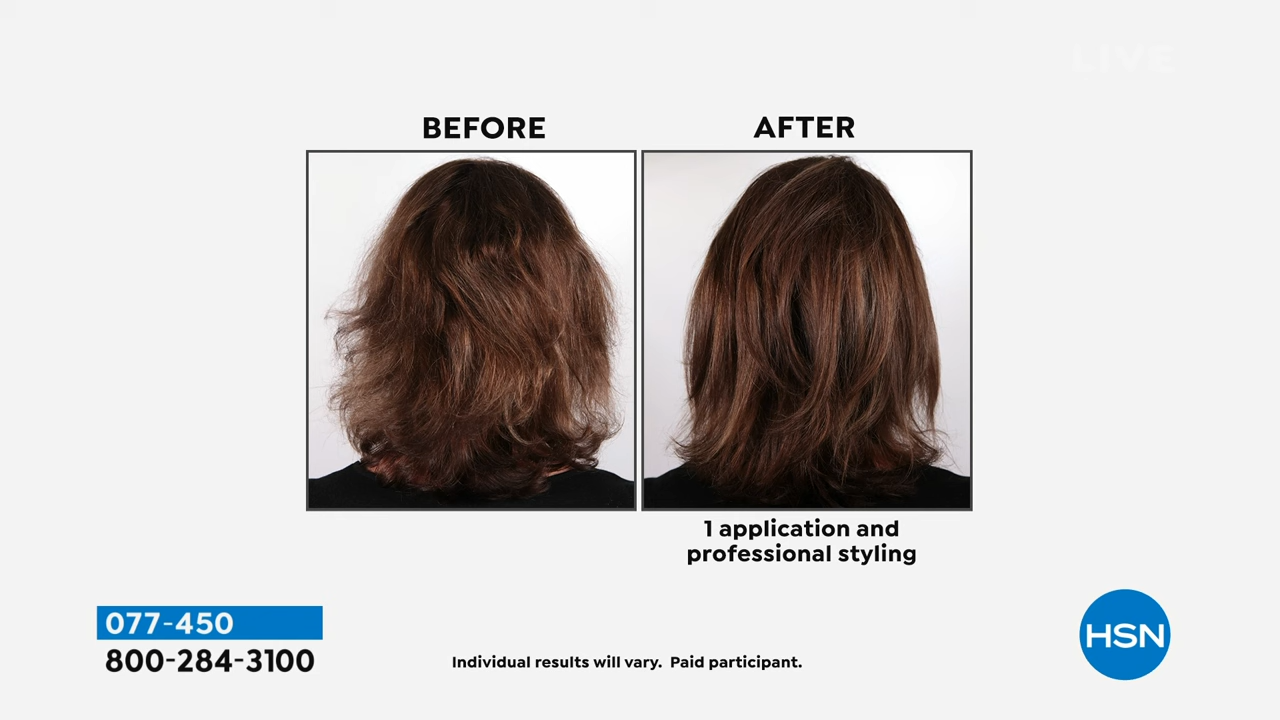 LIVE
BEFORE
AFTER
1 application and
professional styling
077-450
800-284-3100
Individual results will vary. Paid participant.
HSN